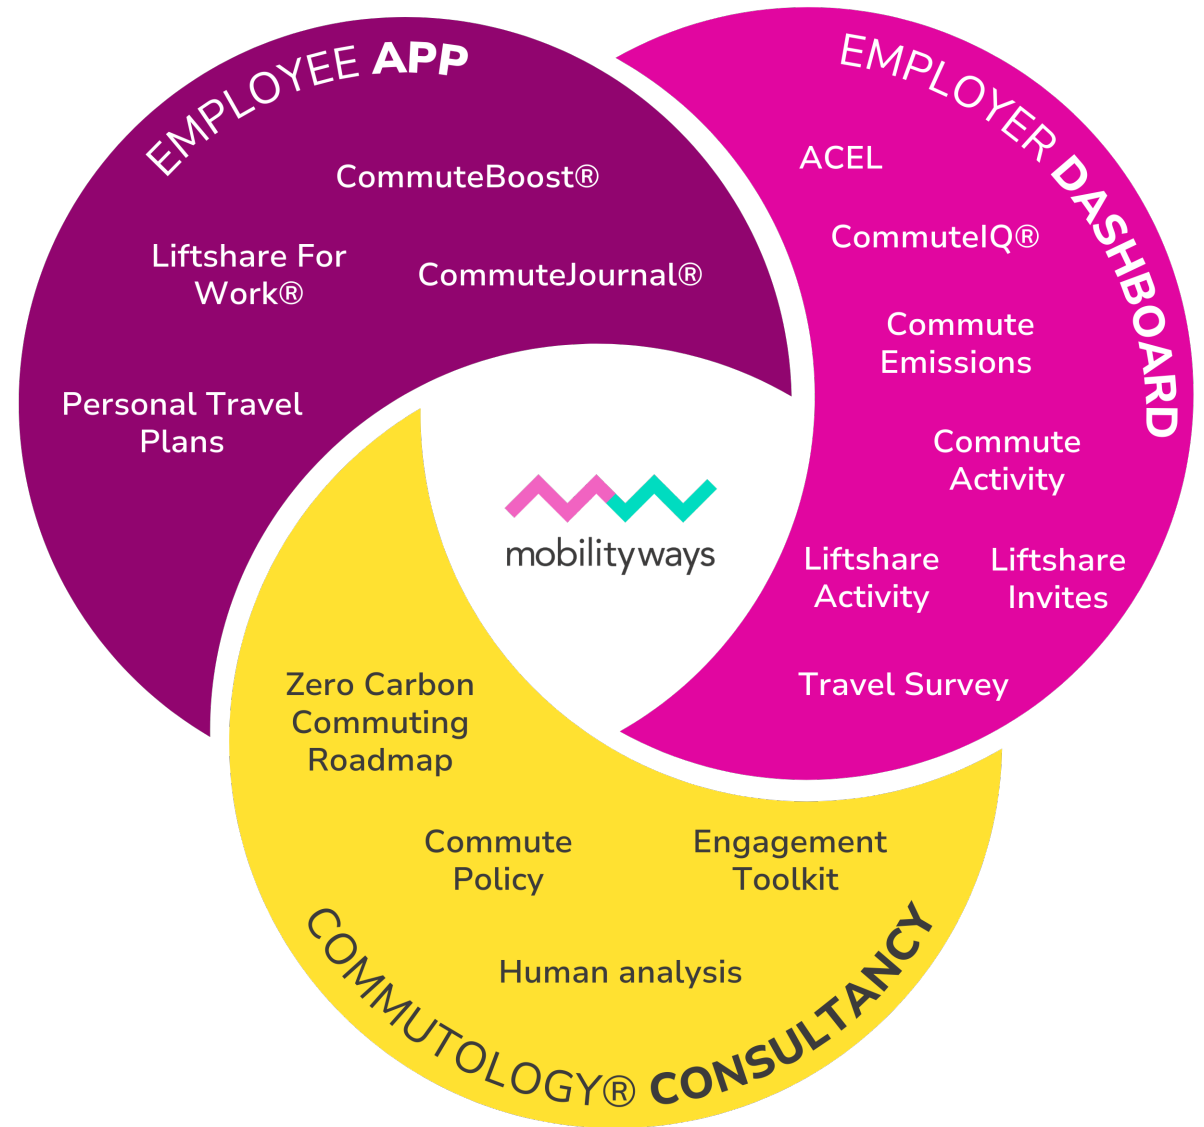 EMPLOYEE APP
CommuteBoost®
Liftshare For
Work®
CommuteJournal®
Personal Travel
Plans
EMPLOYER DASHBOARD
ACEL
CommuteIQ®
Commute
Emissions
Commute
Activity
Liftshare
Activity
Liftshare
Invites
Travel Survey
mobilityways
Zero Carbon
Commuting
Roadmap
Commute
Policy
Engagement
Toolkit
Human analysis
COMMUTOLOGY® CONSULTANCY